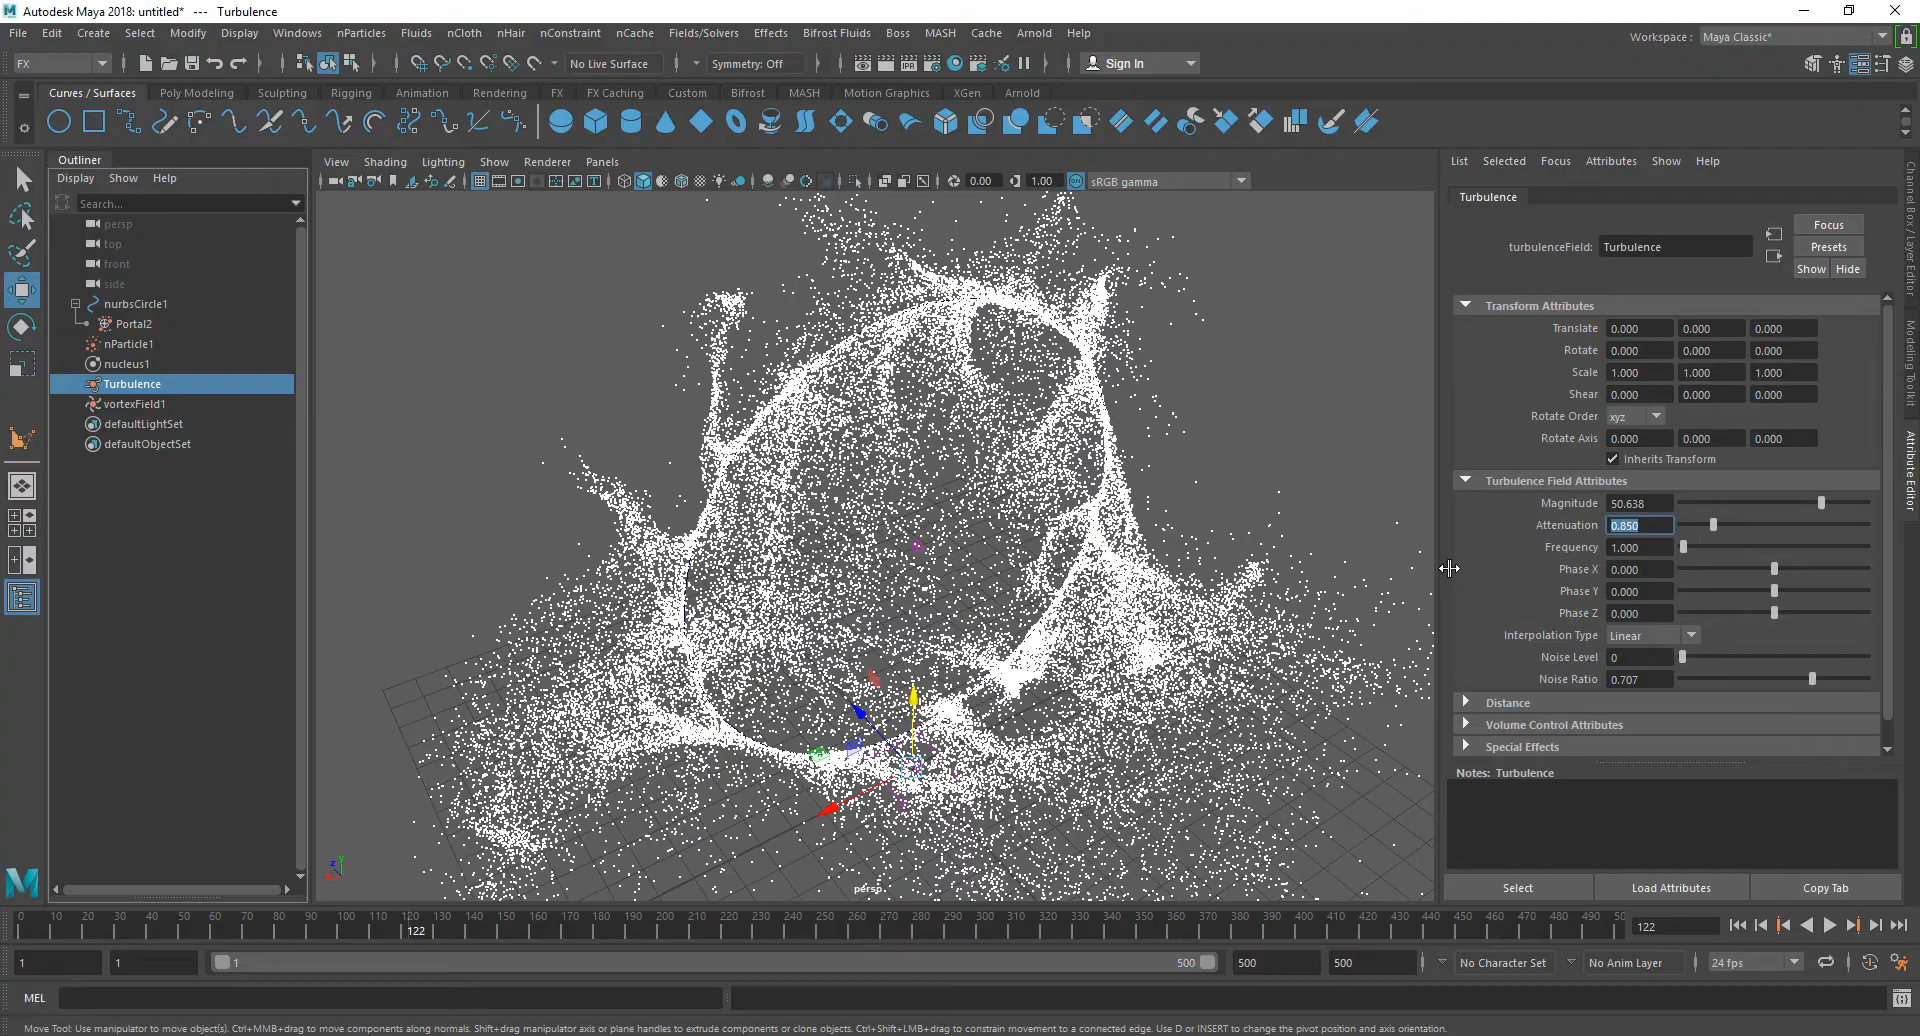 Autodesk Maya 2018: untitled* --- Turbulence
File Edit Create Select Modify Display Windows nParticles Fluids nCloth nHair nConstraint nCache Fields/Solvers Effects Bifrost Fluids Boss MASH Cache Arnold Help
Workspace : Maya Classic*
FX No Live Surface Symmetry: Off Sign In
Curves / Surfaces Poly Modeling Sculpting Rigging Animation Rendering FX FX Caching Custom Bifrost MASH Motion Graphics XGen Arnold
Outliner
Display Show Help
Search...
persp
top
front
side
nurbsCircle1
Portal2
nParticle1
nucleus1
Turbulence
vortexField1
defaultLightSet
defaultObjectSet
View Shading Lighting Show Renderer Panels
0.00 1.00 ON sRGB gamma
persp
List Selected Focus Attributes Show Help
Turbulence
turbulenceField: Turbulence
Focus
Presets
Show Hide
Transform Attributes
Translate 0.000 0.000 0.000
Rotate 0.000 0.000 0.000
Scale 1.000 1.000 1.000
Shear 0.000 0.000 0.000
Rotate Order xyz
Rotate Axis 0.000 0.000 0.000
Inherits Transform
Turbulence Field Attributes
Magnitude 50.638
Attenuation 0.850
Frequency 1.000
Phase X 0.000
Phase Y 0.000
Phase Z 0.000
Interpolation Type Linear
Noise Level 0
Noise Ratio 0.707
Distance
Volume Control Attributes
Special Effects
Notes: Turbulence
Select Load Attributes Copy Tab
Channel Box / Layer Editor
Modeling Toolkit
Attribute Editor
0 10 20 30 40 50 60 70 80 90 100 110 120 130 140 150 160 170 180 190 200 210 220 230 240 250 260 270 280 290 300 310 320 330 340 350 360 370 380 390 400 410 420 430 440 450 460 470 480 490 50
122
122
1 1 1 500 500 500 No Character Set No Anim Layer 24 fps
MEL
Move Tool: Use manipulator to move object(s). Ctrl+MMB+drag to move components along normals. Shift+drag manipulator axis or plane handles to extrude components or clone objects. Ctrl+Shift+LMB+drag to constrain movement to a connected edge. Use D or INSERT to change the pivot position and axis orientation.